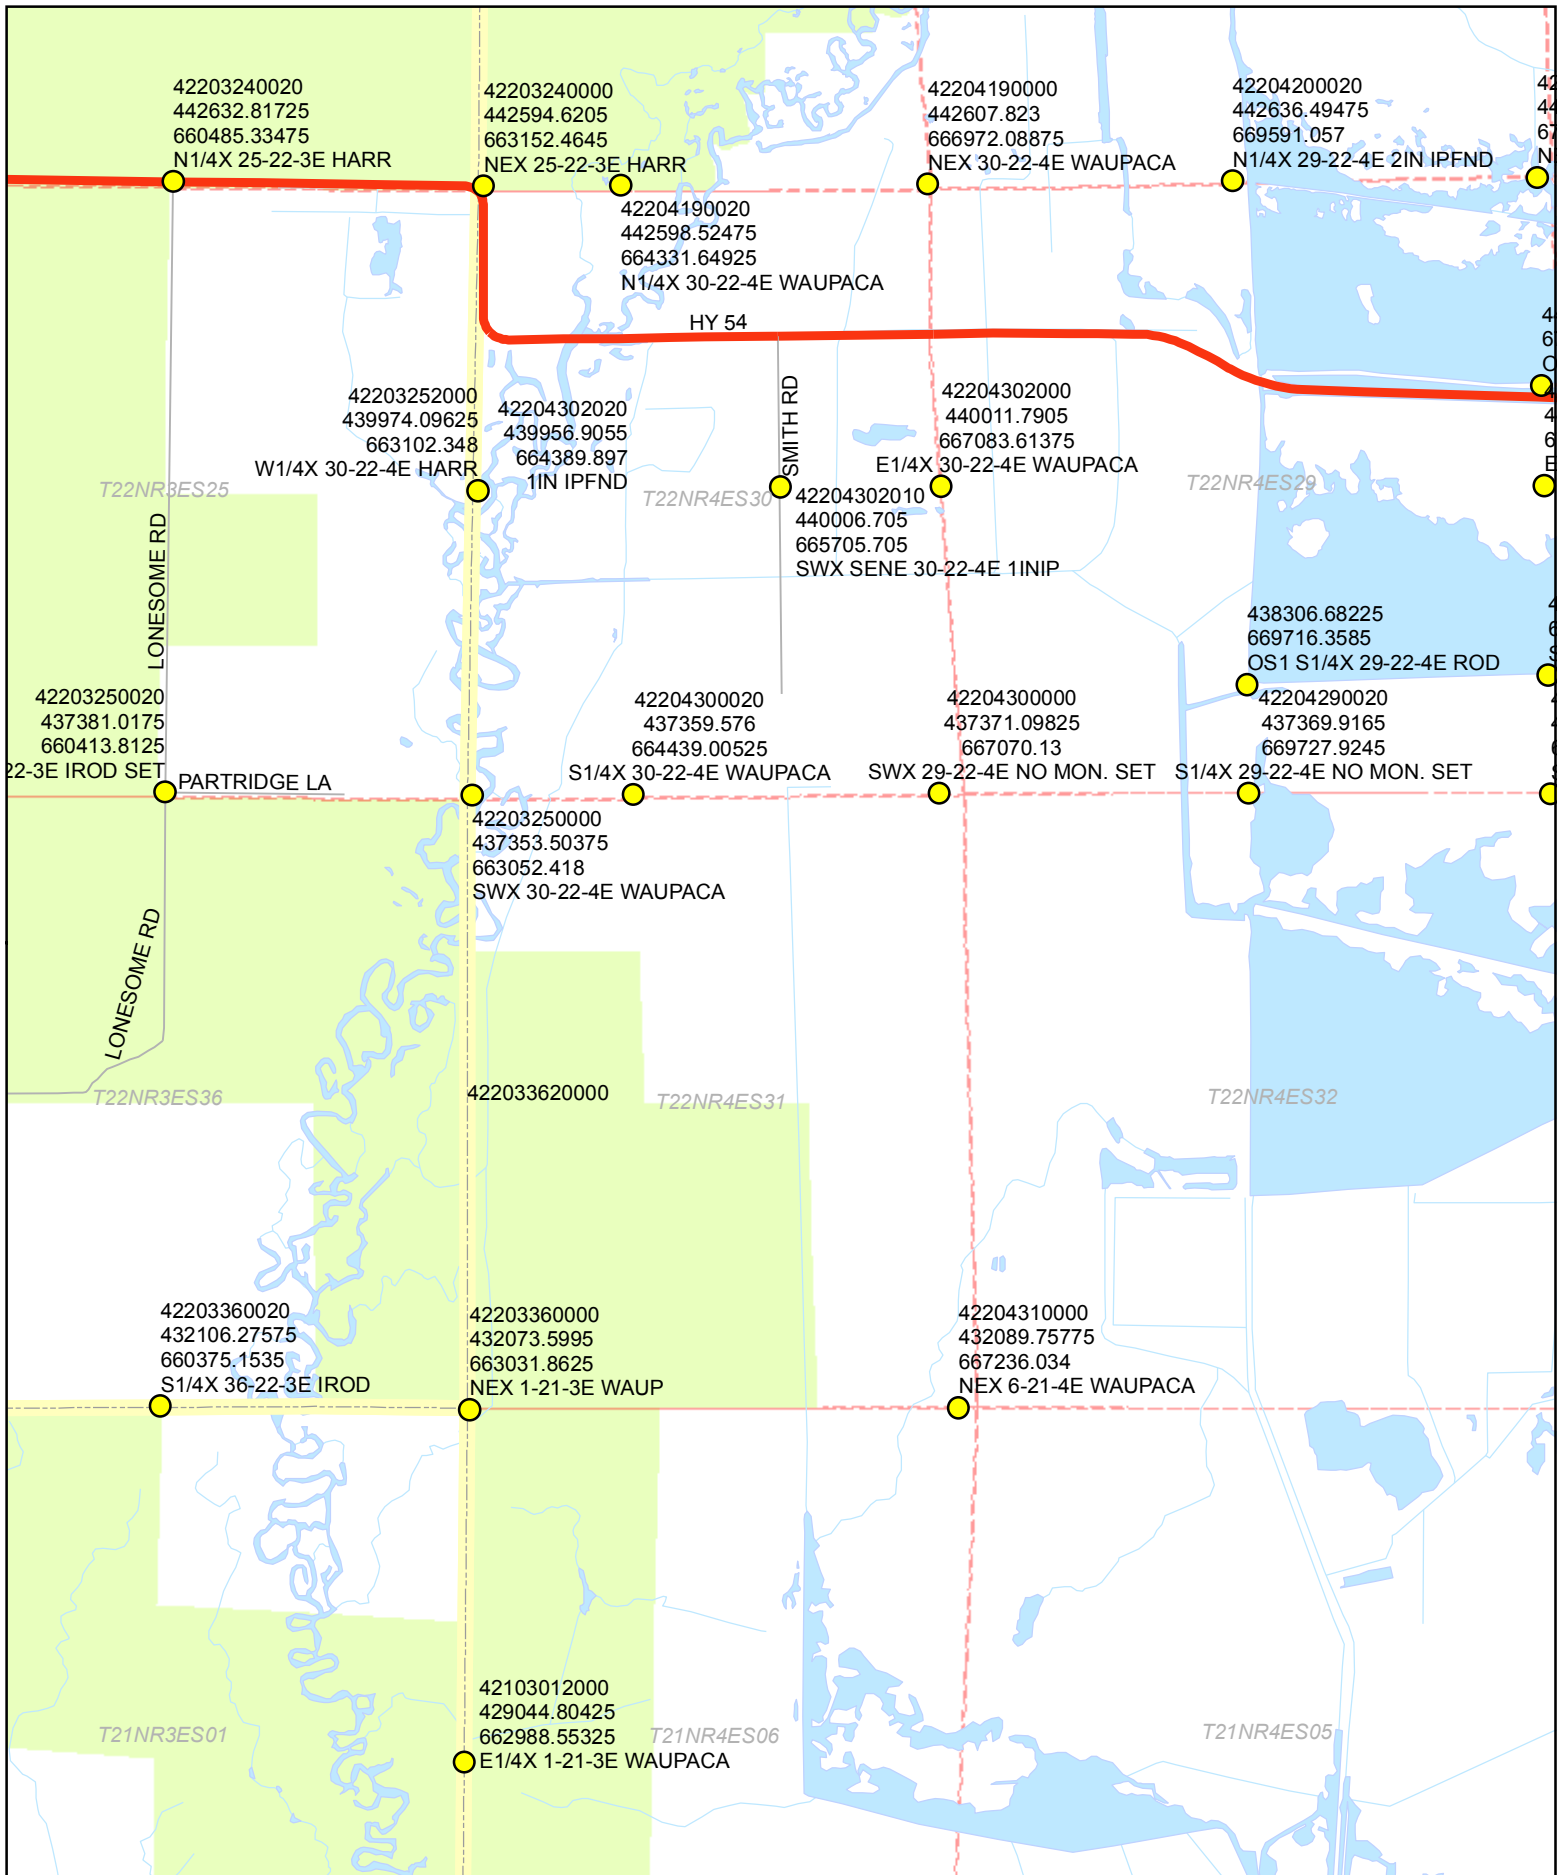 42203240020
442632.81725
660485.33475
N1/4X 25-22-3E HARR
42203240000
442594.6205
663152.4645
NEX 25-22-3E HARR
42204190000
442607.823
666972.08875
NEX 30-22-4E WAUPACA
42204200020
442636.49475
669591.057
N1/4X 29-22-4E 2IN IPFND
42204190020
442598.52475
664331.64925
N1/4X 30-22-4E WAUPACA
HY 54
SMITH RD
42203252000
439974.09625
663102.348
W1/4X 30-22-4E HARR
42204302020
439956.9055
664389.897
1IN IPFND
42204302000
440011.7905
667083.61375
E1/4X 30-22-4E WAUPACA
T22NR3ES25
T22NR4ES30
T22NR4ES29
42204302010
440006.705
665705.705
SWX SENE 30-22-4E 1INIP
LONESOME RD
438306.68225
669716.3585
OS1 S1/4X 29-22-4E ROD
42203250020
437381.0175
660413.8125
22-3E IROD SET
PARTRIDGE LA
42204300020
437359.576
664439.00525
S1/4X 30-22-4E WAUPACA
42204300000
437371.09825
667070.13
SWX 29-22-4E NO MON. SET
42204290020
437369.9165
669727.9245
S1/4X 29-22-4E NO MON. SET
42203250000
437353.50375
663052.418
SWX 30-22-4E WAUPACA
LONESOME RD
T22NR3ES36
422033620000
T22NR4ES31
T22NR4ES32
42203360020
432106.27575
660375.1535
S1/4X 36-22-3E IROD
42203360000
432073.5995
663031.8625
NEX 1-21-3E WAUP
42204310000
432089.75775
667236.034
NEX 6-21-4E WAUPACA
42103012000
429044.80425
662988.55325
E1/4X 1-21-3E WAUPACA
T21NR3ES01
T21NR4ES06
T21NR4ES05